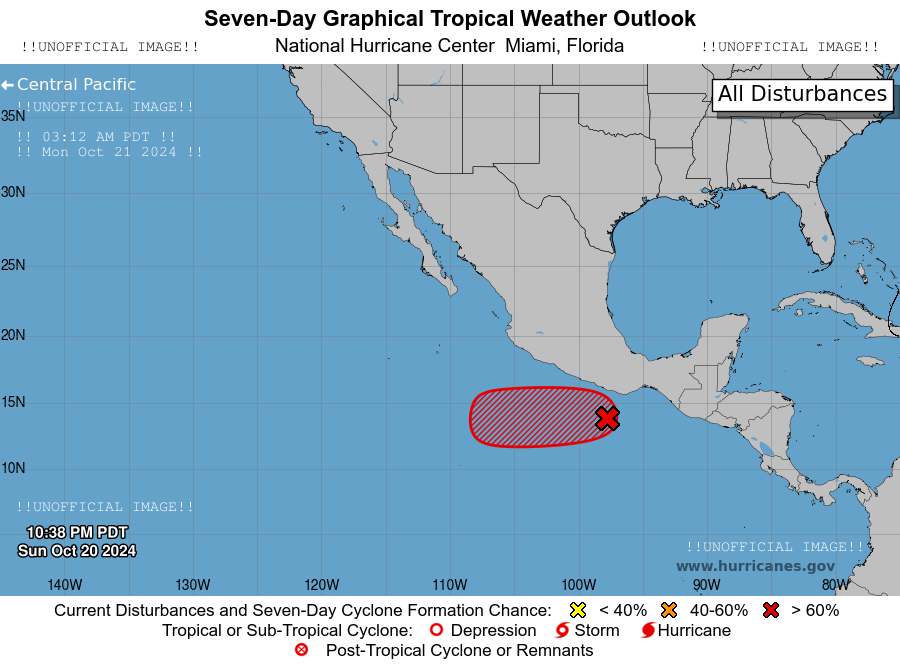 Seven-Day Graphical Tropical Weather Outlook
!!UNOFFICIAL IMAGE!! National Hurricane Center Miami, Florida !!UNOFFICIAL IMAGE!!
Central Pacific
All Disturbances
!!UNOFFICIAL IMAGE!!
35N
!! 03:12 AM PDT !!
!! Mon Oct 21 2024 !!
30N
25N
20N
15N
10N
!!UNOFFICIAL IMAGE!!
10:38 PM PDT
Sun Oct 20 2024
!!UNOFFICIAL IMAGE!!
www.hurricanes.gov
140W 130W 120W 110W 100W 90W 80W
Current Disturbances and Seven-Day Cyclone Formation Chance: < 40% 40-60% > 60%
Tropical or Sub-Tropical Cyclone: Depression Storm Hurricane
Post-Tropical Cyclone or Remnants